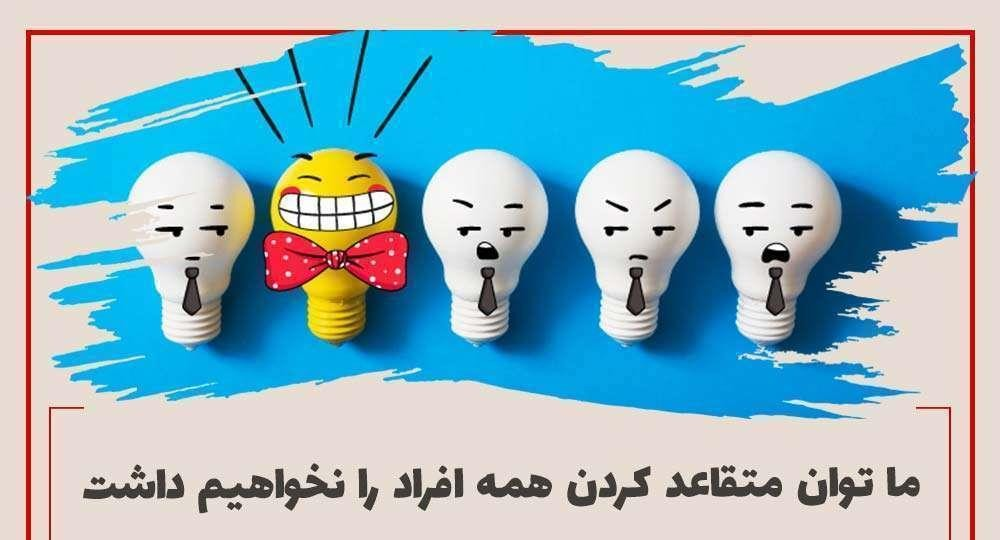 ما توان متقاعد کردن همه افراد را نخواهیم داشت